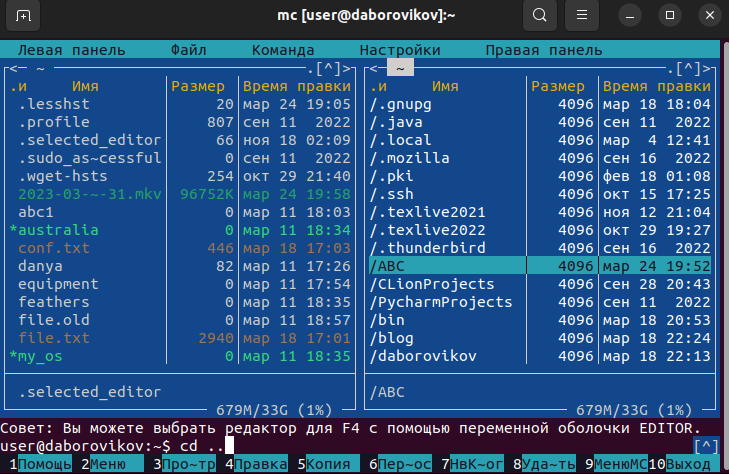 mc [user@daborovikov]:~
Левая панель Файл Команда Настройки Правая панель
<─ ~ .[^]> <─ ~ .[^]>
.и Имя Размер Время правки .и Имя Размер Время правки
.lesshst 20 мар 24 19:05 /.gnupg 4096 мар 18 18:04
.profile 807 сен 11 2022 /.java 4096 сен 11 2022
.selected_editor 66 ноя 18 02:09 /.local 4096 мар 4 12:41
.sudo_as~cessful 0 сен 11 2022 /.mozilla 4096 сен 16 2022
.wget-hsts 254 окт 29 21:40 /.pki 4096 фев 18 01:08
2023-03-~-31.mkv 96752K мар 24 19:58 /.ssh 4096 окт 15 17:25
abc1 0 мар 11 18:03 /.texlive2021 4096 ноя 12 21:04
*australia 0 мар 11 18:34 /.texlive2022 4096 окт 29 19:27
conf.txt 446 мар 18 17:03 /.thunderbird 4096 сен 16 2022
danya 82 мар 11 17:26 /ABC 4096 мар 24 19:52
equipment 0 мар 11 17:54 /CLionProjects 4096 сен 28 20:43
feathers 0 мар 11 18:35 /PycharmProjects 4096 сен 11 2022
file.old 0 мар 11 18:57 /bin 4096 мар 18 20:53
file.txt 2940 мар 18 17:01 /blog 4096 мар 18 22:24
*my_os 0 мар 11 18:35 /daborovikov 4096 мар 18 22:13
.selected_editor /ABC
679M/33G (1%) 679M/33G (1%)
Совет: Вы можете выбрать редактор для F4 с помощью переменной оболочки EDITOR.
user@daborovikov:~$ cd .. [^]
1Помощь 2Меню 3Про~тр 4Правка 5Копия 6Пер~ос 7НвК~ог 8Уда~ть 9МенюMC 10Выход